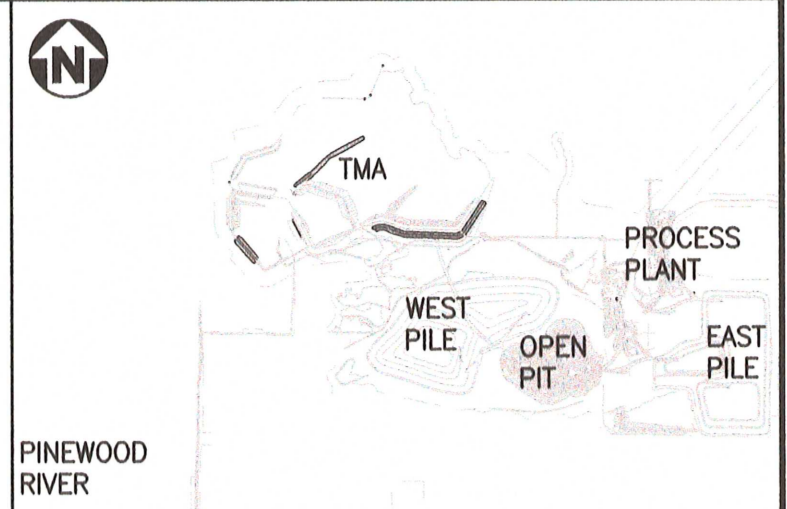 N
TMA
PROCESS
PLANT
WEST
PILE
OPEN
PIT
EAST
PILE
PINEWOOD
RIVER